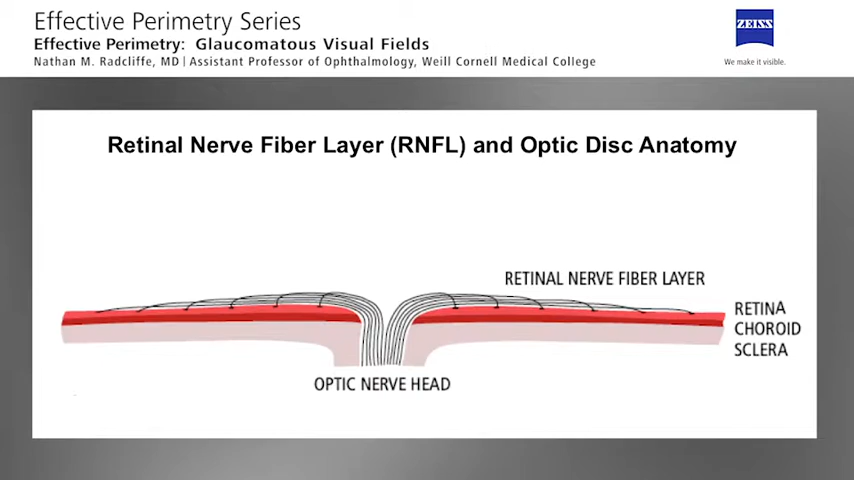 Effective Perimetry Series
Effective Perimetry: Glaucomatous Visual Fields
Nathan M. Radcliffe, MD | Assistant Professor of Ophthalmology, Weill Cornell Medical College
ZEISS
We make it visible.
Retinal Nerve Fiber Layer (RNFL) and Optic Disc Anatomy
RETINAL NERVE FIBER LAYER
RETINA
CHOROID
SCLERA
OPTIC NERVE HEAD